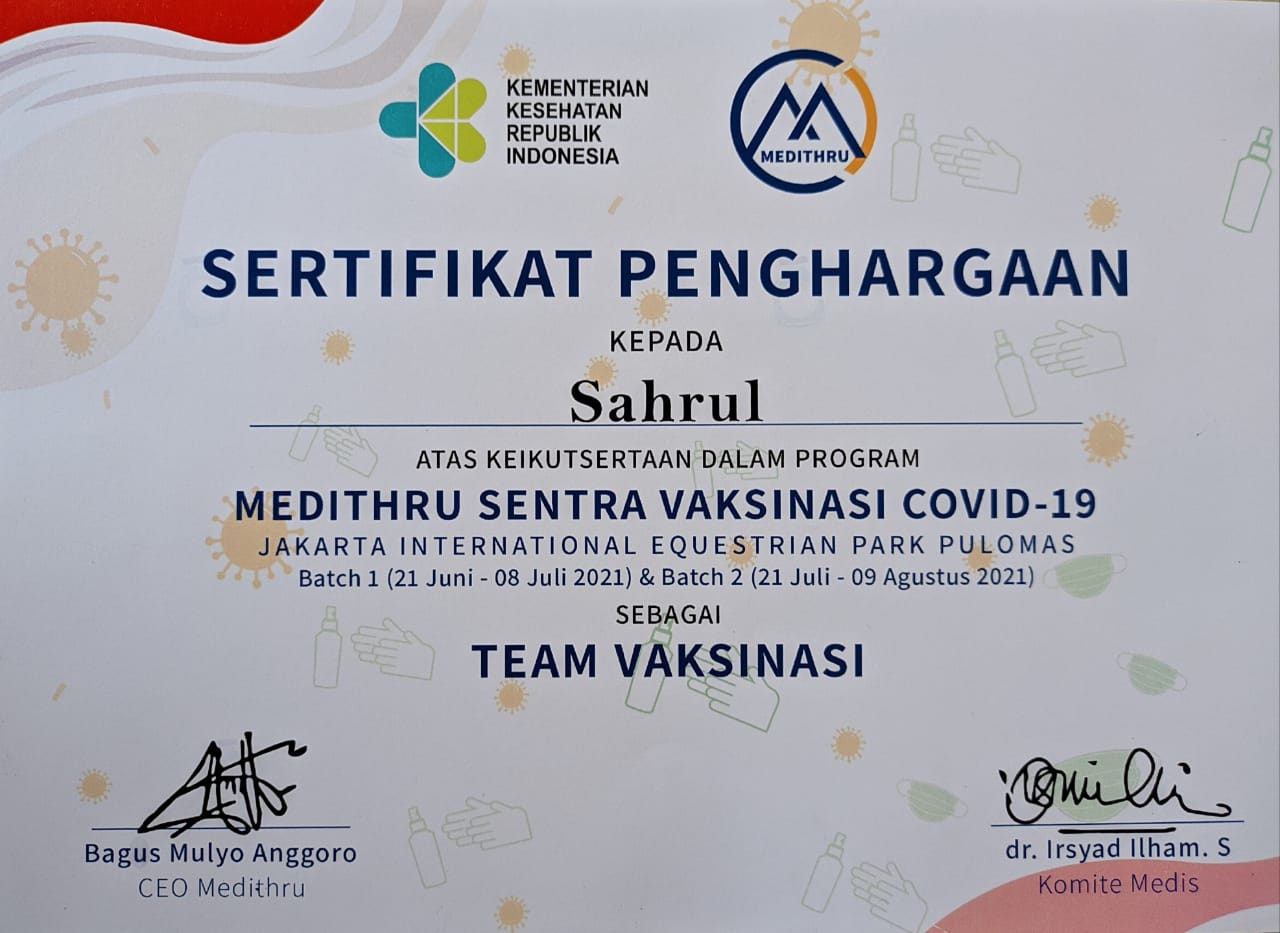 KEMENTERIAN
KESEHATAN
REPUBLIK
INDONESIA
MEDITHRU
SERTIFIKAT PENGHARGAAN
KEPADA
Sahrul
ATAS KEIKUTSERTAAN DALAM PROGRAM
MEDITHRU SENTRA VAKSINASI COVID-19
JAKARTA INTERNATIONAL EQUESTRIAN PARK PULOMAS
Batch 1 (21 Juni - 08 Juli 2021) & Batch 2 (21 Juli - 09 Agustus 2021)
SEBAGAI
TEAM VAKSINASI
Bagus Mulyo Anggoro
CEO Medithru
dr. Irsyad Ilham. S
Komite Medis